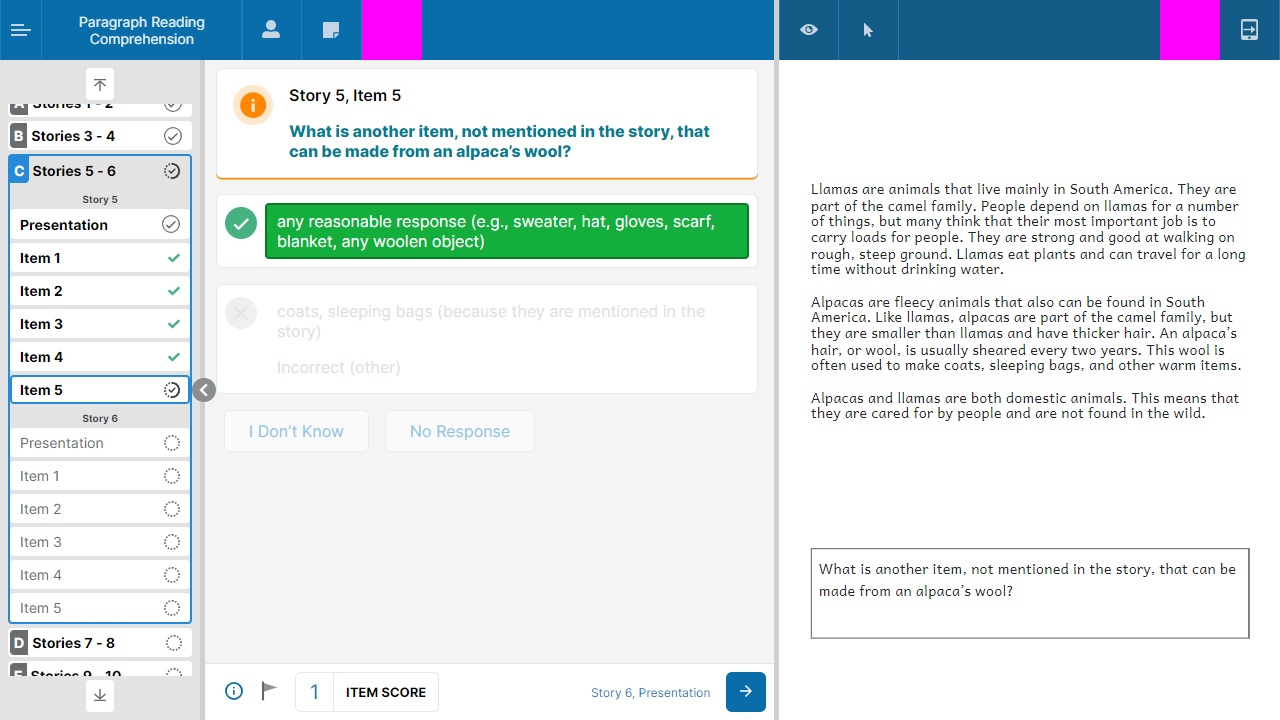 Paragraph Reading
Comprehension
A Stories 1 - 2
B Stories 3 - 4
C Stories 5 - 6
Story 5
Presentation
Item 1
Item 2
Item 3
Item 4
Item 5
Story 6
Presentation
Item 1
Item 2
Item 3
Item 4
Item 5
D Stories 7 - 8
E Stories 9 - 10
Story 5, Item 5
What is another item, not mentioned in the story, that
can be made from an alpaca’s wool?
any reasonable response (e.g., sweater, hat, gloves, scarf,
blanket, any woolen object)
coats, sleeping bags (because they are mentioned in the
story)
Incorrect (other)
I Don’t Know
No Response
1 ITEM SCORE
Story 6, Presentation
Llamas are animals that live mainly in South America. They are
part of the camel family. People depend on llamas for a number
of things, but many think that their most important job is to
carry loads for people. They are strong and good at walking on
rough, steep ground. Llamas eat plants and can travel for a long
time without drinking water.
Alpacas are fleecy animals that also can be found in South
America. Like llamas, alpacas are part of the camel family, but
they are smaller than llamas and have thicker hair. An alpaca’s
hair, or wool, is usually sheared every two years. This wool is
often used to make coats, sleeping bags, and other warm items.
Alpacas and llamas are both domestic animals. This means that
they are cared for by people and are not found in the wild.
What is another item, not mentioned in the story, that can be
made from an alpaca’s wool?